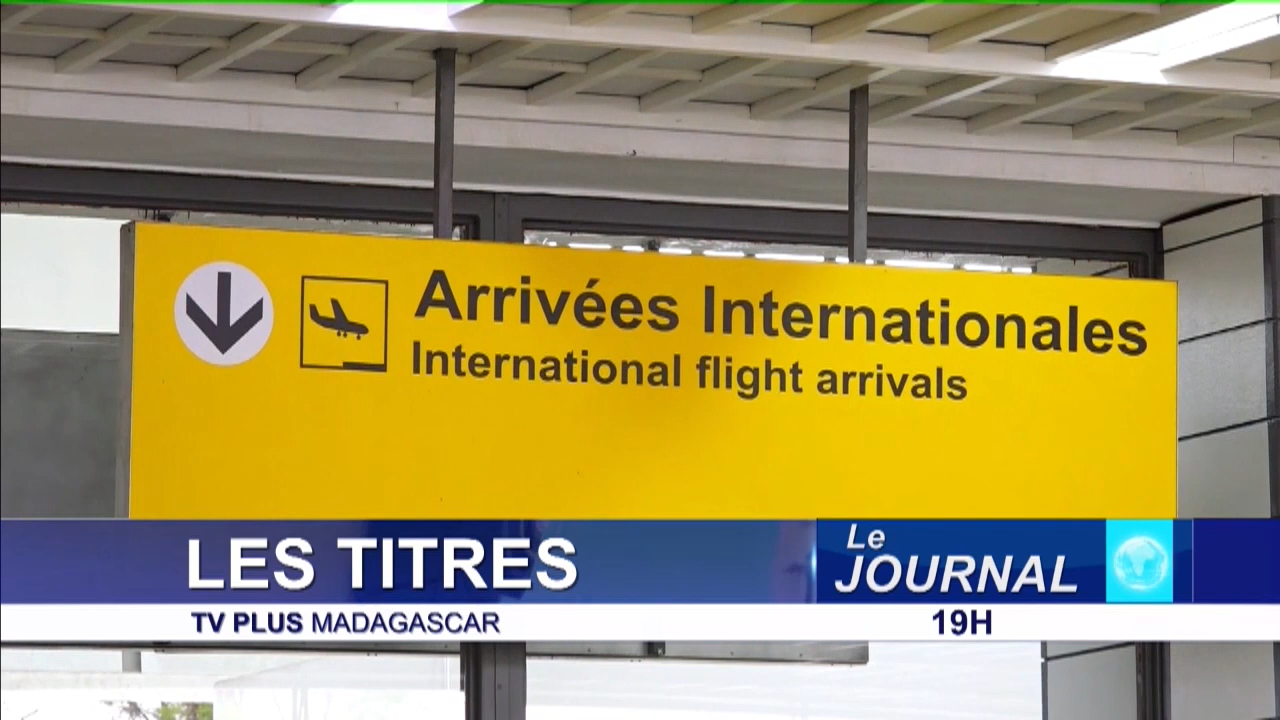 Arrivées Internationales
International flight arrivals
LES TITRES
Le
JOURNAL
TV PLUS MADAGASCAR
19H